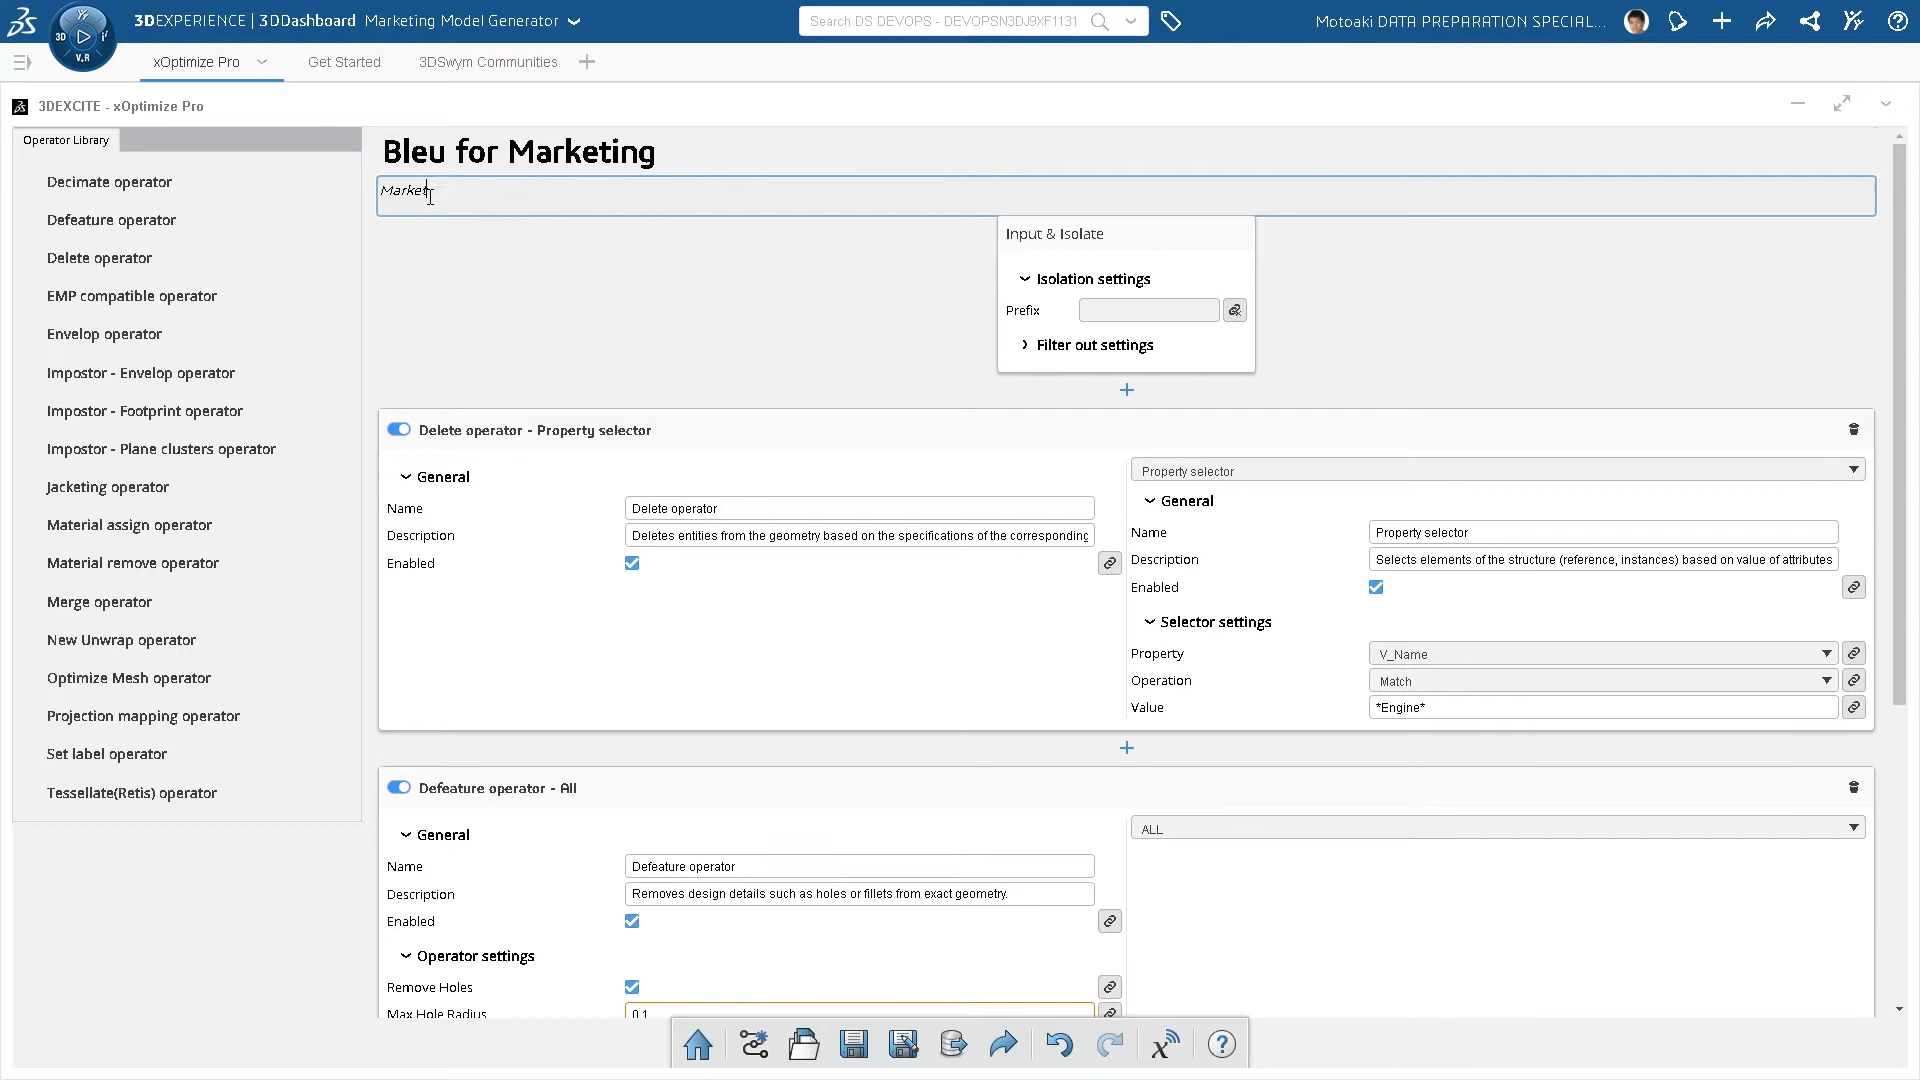 3DEXPERIENCE | 3DDashboard Marketing Model Generator
Search DS DEVOPS - DEVOPSN3DJ9XF1131
Motoaki DATA PREPARATION SPECIAL...
3D
V.R
xOptimize Pro
Get Started
3DSwym Communities
3DEXCITE - xOptimize Pro
Operator Library
Decimate operator
Defeature operator
Delete operator
EMP compatible operator
Envelop operator
Impostor - Envelop operator
Impostor - Footprint operator
Impostor - Plane clusters operator
Jacketing operator
Material assign operator
Material remove operator
Merge operator
New Unwrap operator
Optimize Mesh operator
Projection mapping operator
Set label operator
Tessellate(Retis) operator
Bleu for Marketing
Market
Input & Isolate
Isolation settings
Prefix
Filter out settings
Delete operator - Property selector
General
Name Delete operator
Description Deletes entities from the geometry based on the specifications of the corresponding
Enabled
Property selector
General
Name Property selector
Description Selects elements of the structure (reference, instances) based on value of attributes
Enabled
Selector settings
Property V_Name
Operation Match
Value *Engine*
Defeature operator - All
General
Name Defeature operator
Description Removes design details such as holes or fillets from exact geometry.
Enabled
Operator settings
Remove Holes
Max Hole Radius 0.1
ALL